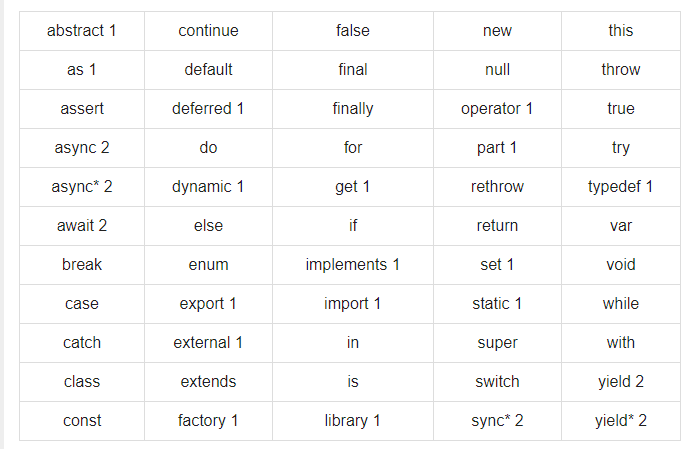 abstract 1 continue false new this
as 1 default final null throw
assert deferred 1 finally operator 1 true
async 2 do for part 1 try
async* 2 dynamic 1 get 1 rethrow typedef 1
await 2 else if return var
break enum implements 1 set 1 void
case export 1 import 1 static 1 while
catch external 1 in super with
class extends is switch yield 2
const factory 1 library 1 sync* 2 yield* 2